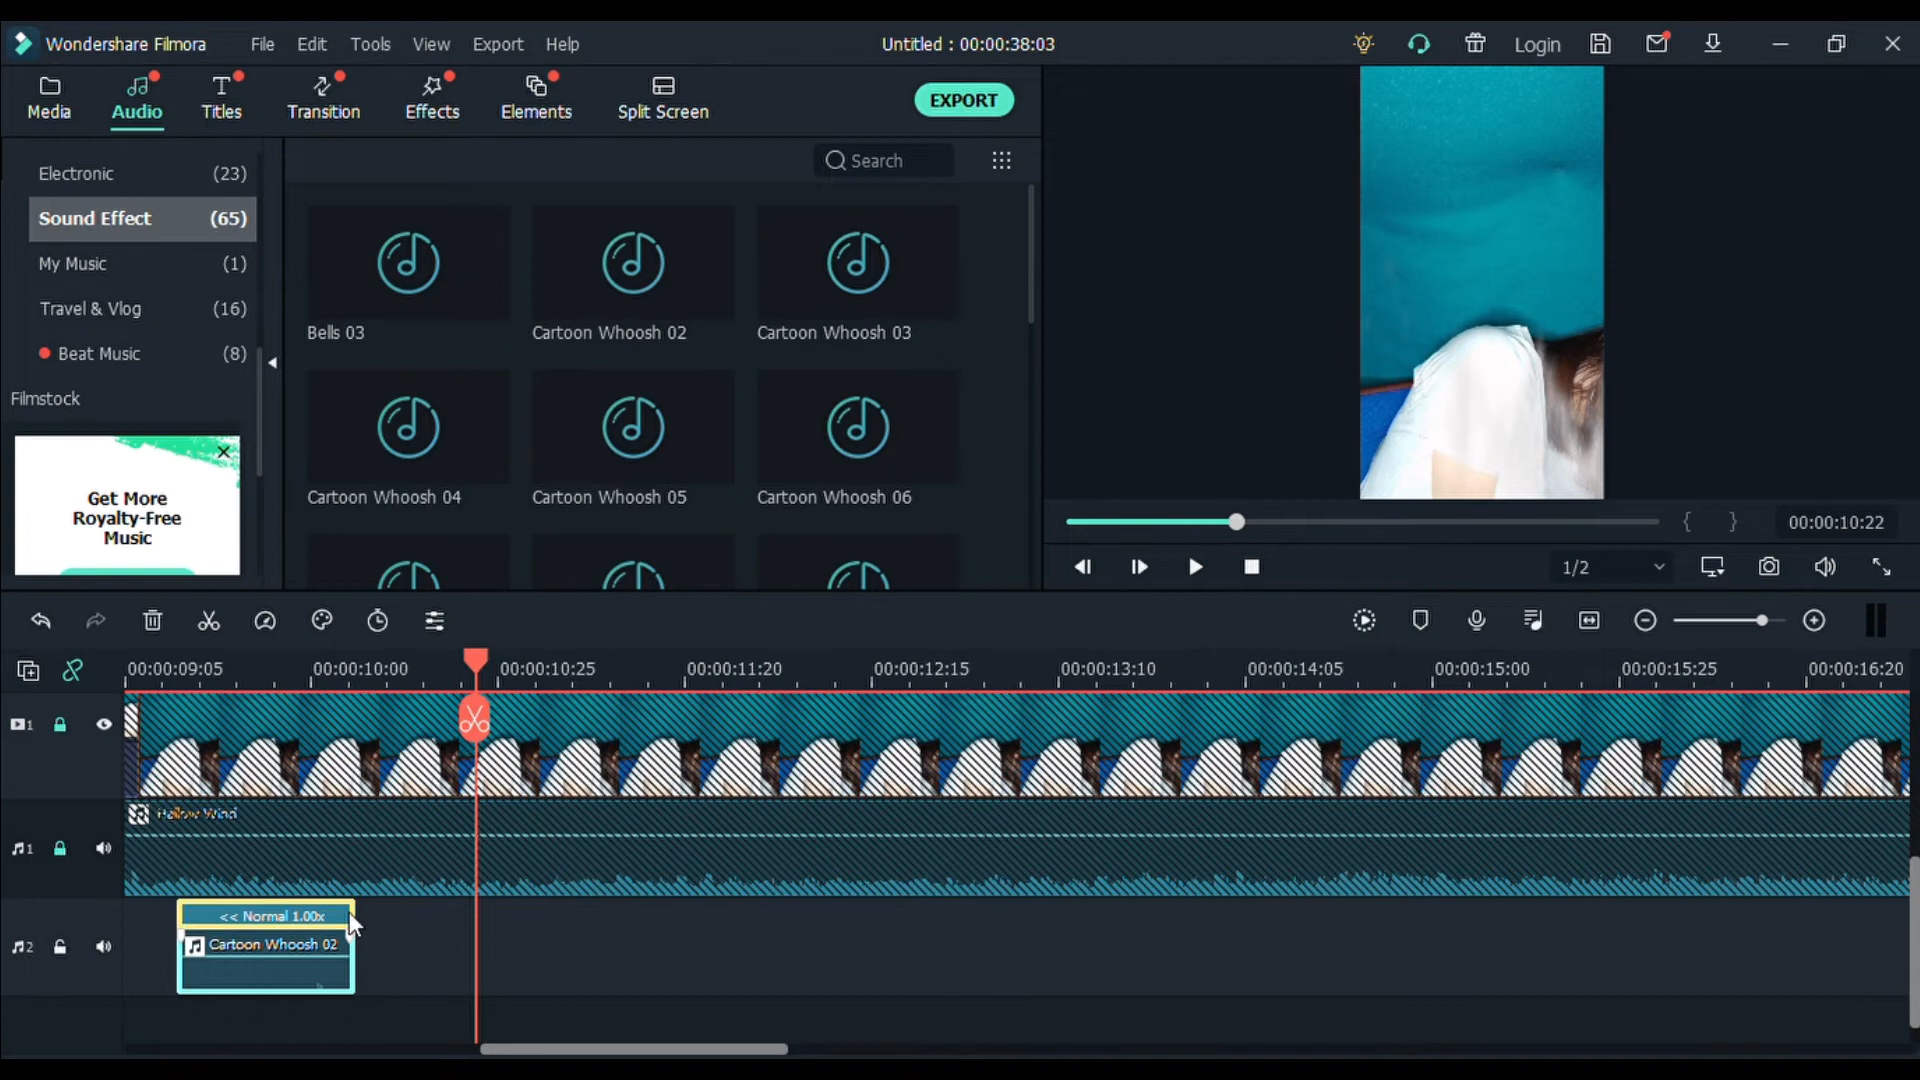 Wondershare Filmora File Edit Tools View Export Help Untitled : 00:00:38:03 Login
Media Audio Titles Transition Effects Elements Split Screen EXPORT
Electronic (23)
Sound Effect (65)
My Music (1)
Travel & Vlog (16)
Beat Music (8)
Filmstock
Get More
Royalty-Free
Music
Search
Bells 03 Cartoon Whoosh 02 Cartoon Whoosh 03
Cartoon Whoosh 04 Cartoon Whoosh 05 Cartoon Whoosh 06
{ } 00:00:10:22
1/2
00:00:09:05 00:00:10:00 00:00:10:25 00:00:11:20 00:00:12:15 00:00:13:10 00:00:14:05 00:00:15:00 00:00:15:25 00:00:16:20
1
Hallow Wind
1
<< Normal 1.00x
2 Cartoon Whoosh 02